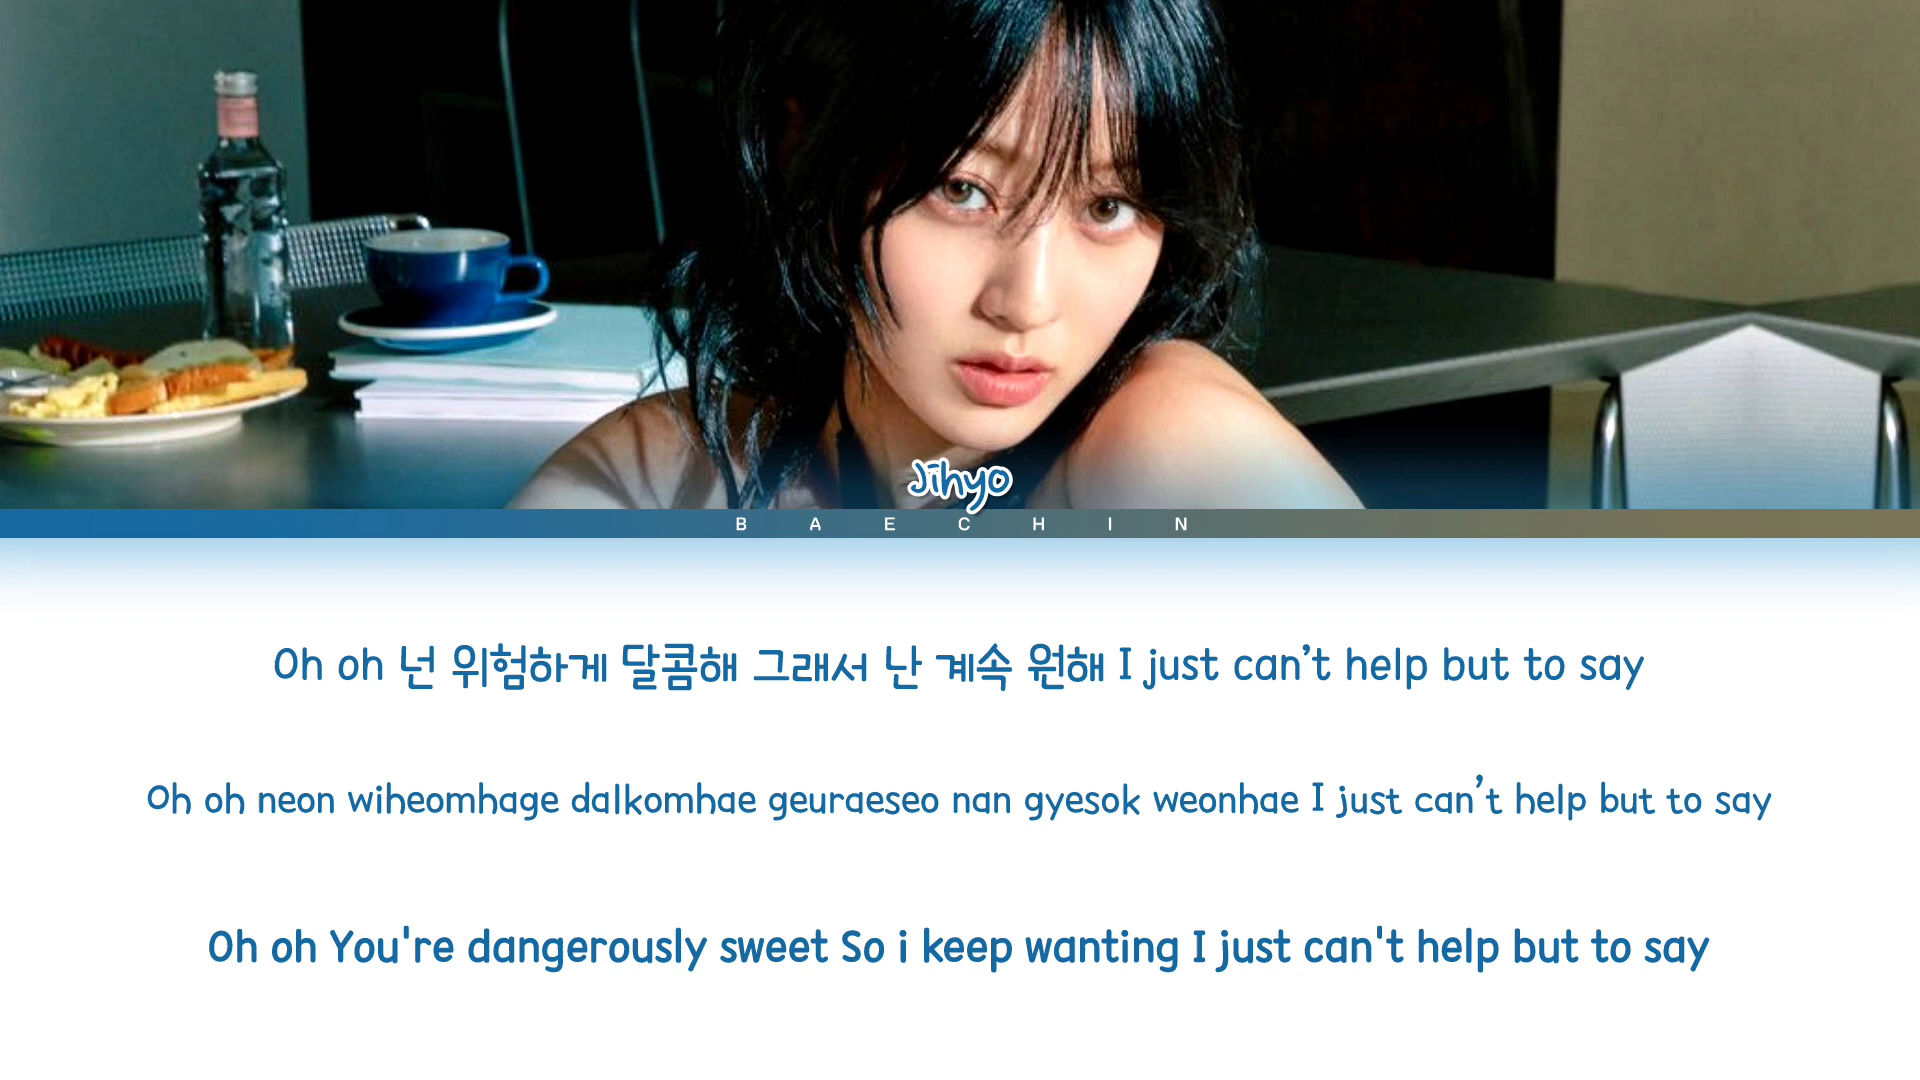 Jihyo
BAECHIN
Oh oh 넌 위험하게 달콤해 그래서 난 계속 원해 I just can’t help but to say
Oh oh neon wiheomhage dalkomhae geuraeseo nan gyesok weonhae I just can’t help but to say
Oh oh You're dangerously sweet So i keep wanting I just can't help but to say